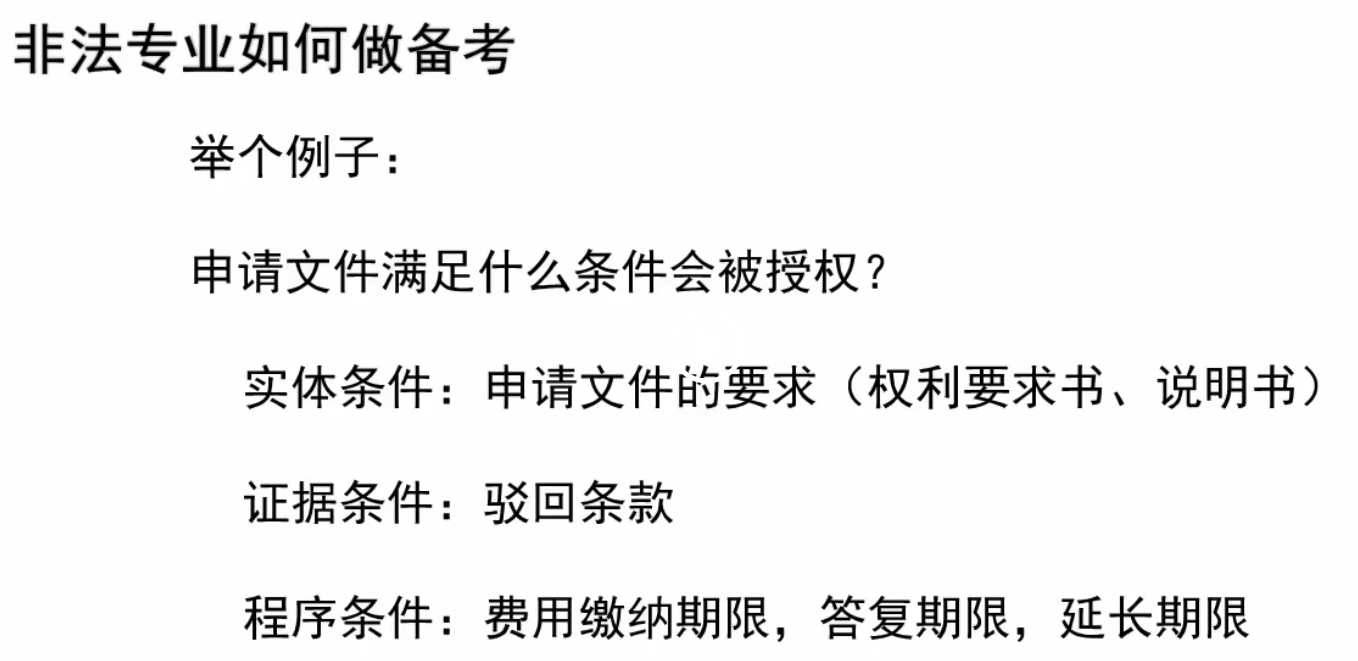 非法专业如何做备考
举个例子：
申请文件满足什么条件会被授权？
实体条件：申请文件的要求（权利要求书、说明书）
证据条件：驳回条款
程序条件：费用缴纳期限，答复期限，延长期限